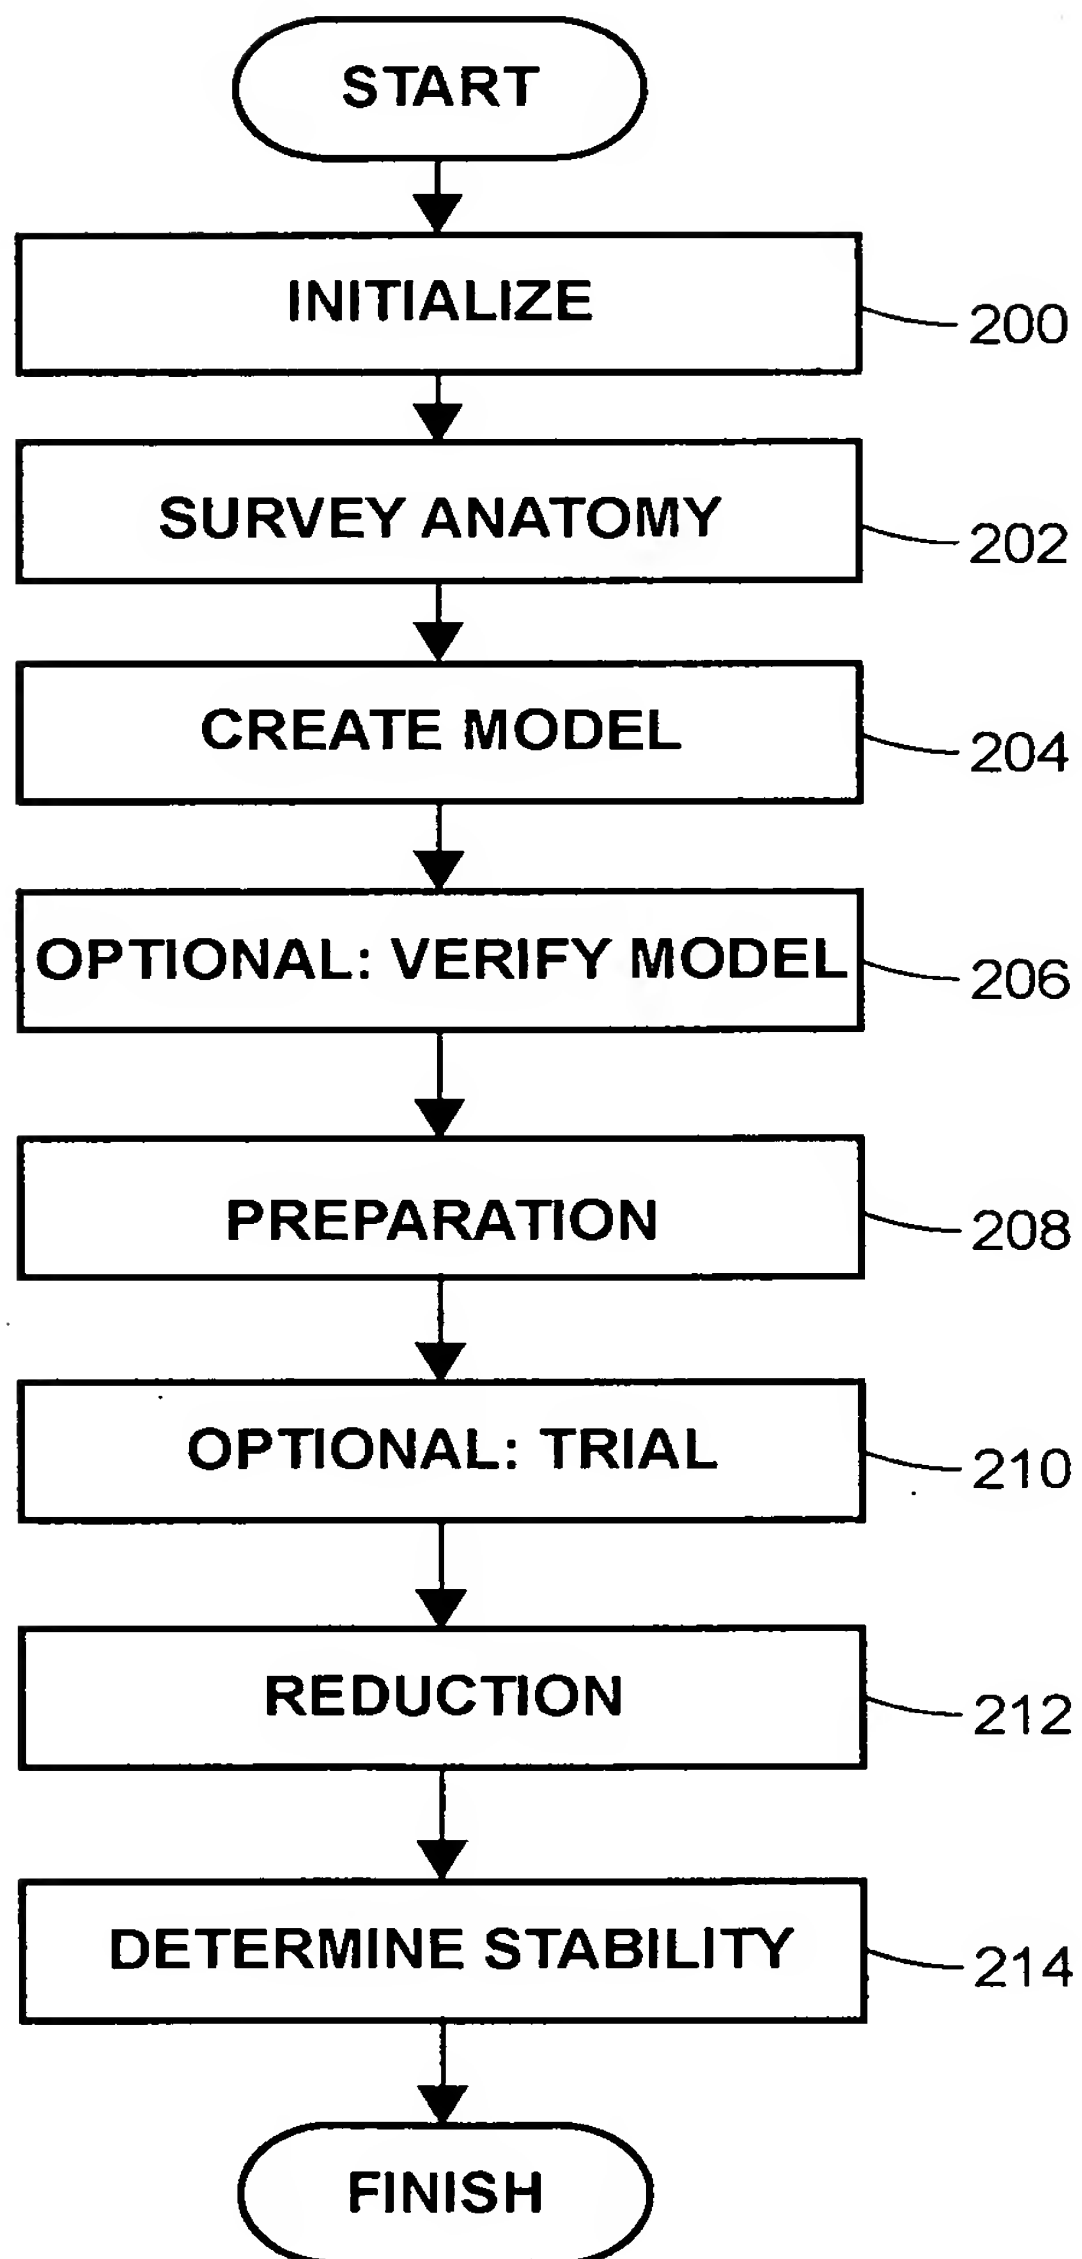 START
INITIALIZE
200
SURVEY ANATOMY
202
CREATE MODEL
204
OPTIONAL: VERIFY MODEL
206
PREPARATION
208
OPTIONAL: TRIAL
210
REDUCTION
212
DETERMINE STABILITY
214
FINISH